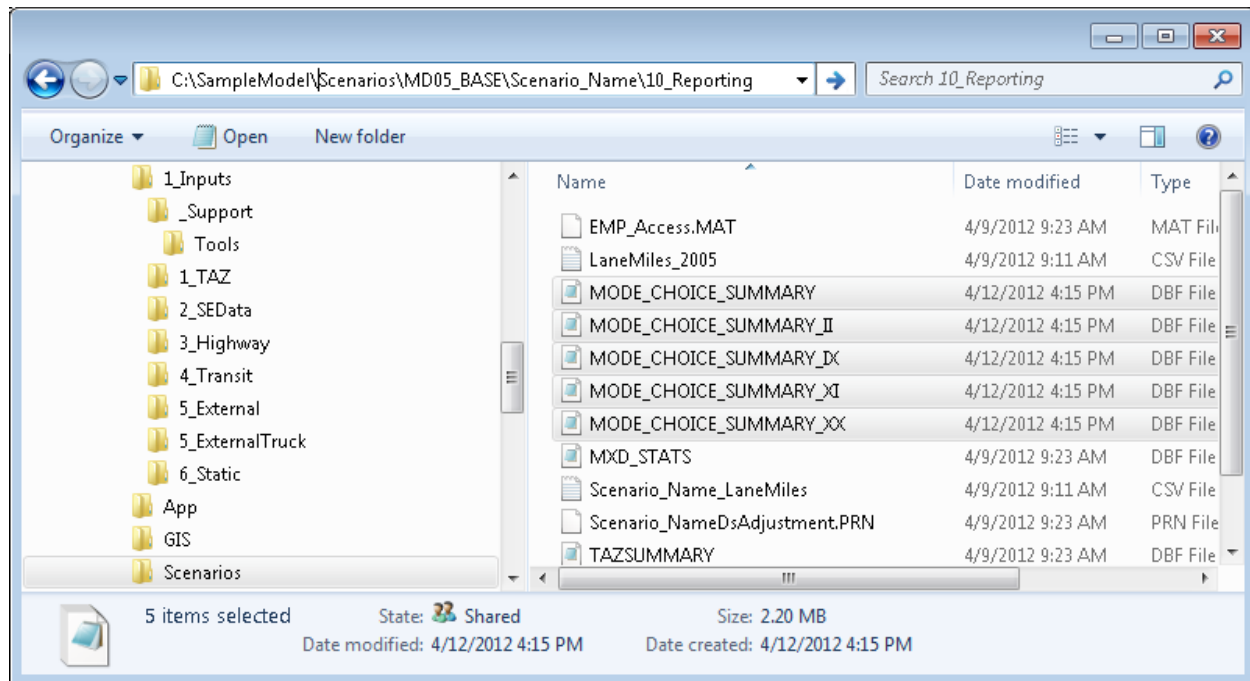 C:\SampleModel\Scenarios\MD05_BASE\Scenario_Name\10_Reporting
Search 10_Reporting
Organize Open New folder
1_Inputs
_Support
Tools
1_TAZ
2_SEData
3_Highway
4_Transit
5_External
5_ExternalTruck
6_Static
App
GIS
Scenarios
Name Date modified Type
EMP_Access.MAT 4/9/2012 9:23 AM MAT File
LaneMiles_2005 4/9/2012 9:11 AM CSV File
MODE_CHOICE_SUMMARY 4/12/2012 4:15 PM DBF File
MODE_CHOICE_SUMMARY_II 4/12/2012 4:15 PM DBF File
MODE_CHOICE_SUMMARY_IX 4/12/2012 4:15 PM DBF File
MODE_CHOICE_SUMMARY_XI 4/12/2012 4:15 PM DBF File
MODE_CHOICE_SUMMARY_XX 4/12/2012 4:15 PM DBF File
MXD_STATS 4/9/2012 9:23 AM DBF File
Scenario_Name_LaneMiles 4/9/2012 9:11 AM CSV File
Scenario_NameDsAdjustment.PRN 4/9/2012 9:23 AM PRN File
TAZSUMMARY 4/9/2012 9:23 AM DBF File
5 items selected State: Shared Size: 2.20 MB
Date modified: 4/12/2012 4:15 PM Date created: 4/12/2012 4:15 PM